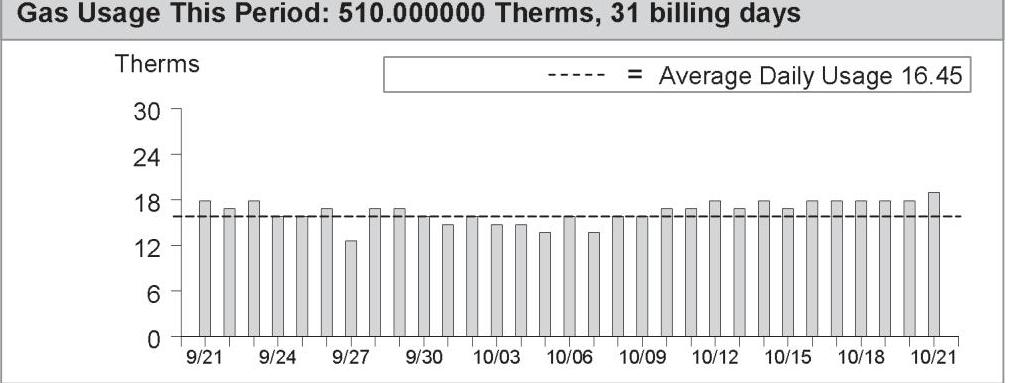 Gas Usage This Period: 510.000000 Therms, 31 billing days
Therms
----- = Average Daily Usage 16.45
30
24
18
12
6
0
9/21 9/24 9/27 9/30 10/03 10/06 10/09 10/12 10/15 10/18 10/21